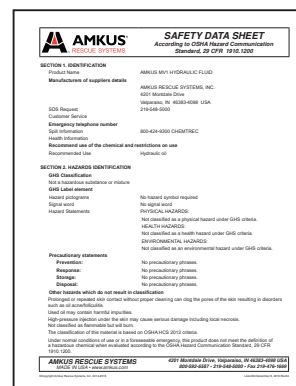 AMKUS
RESCUE SYSTEMS
SAFETY DATA SHEET
According to OSHA Hazard Communication
Standard, 29 CFR 1910.1200
SECTION 1. IDENTIFICATION
Product Name AMKUS MV1 HYDRAULIC FLUID
Manufacturers of suppliers details
AMKUS RESCUE SYSTEMS, INC.
4201 Montdale Drive
Valparaiso, IN 46383-4098 USA
SDS Request 219-548-5000
Customer Service
Emergency telephone number
Spill Information 800-424-9300 CHEMTREC
Health Information
Recommend use of the chemical and restrictions on use
Recommended Use Hydraulic oil
SECTION 2. HAZARDS IDENTIFICATION
GHS Classification
Not a hazardous substance or mixture
GHS Label element
Hazard pictograms No hazard symbol required
Signal word No signal word
Hazard Statements PHYSICAL HAZARDS:
Not classified as a physical hazard under GHS criteria.
HEALTH HAZARDS:
Not classified as a health hazard under GHS criteria.
ENVIRONMENTAL HAZARDS:
Not classified as an environmental hazard under GHS criteria.
Precautionary statements
Prevention: No precautionary phrases.
Response: No precautionary phrases.
Storage: No precautionary phrases.
Disposal: No precautionary phrases.
Other hazards which do not result in classification
Prolonged or repeated skin contact without proper cleaning can clog the pores of the skin resulting in disorders
such as oil acne/folliculitis.
Used oil may contain harmful impurities.
High-pressure injection under the skin may cause serious damage including local necrosis.
Not classified as flammable but will burn.
The classification of this material is based on OSHA HCS 2012 criteria.
Under normal conditions of use or in a foreseeable emergency, this product does not meet the definition of
a hazardous chemical when evaluated according to the OSHA Hazard Communication Standard, 29 CFR
1910.1200.
AMKUS RESCUE SYSTEMS
MADE IN USA • www.amkus.com
4201 Montdale Drive, Valparaiso, IN 46383-4098 USA
800-592-6587 - 219-548-5000 - Fax 219-476-1669